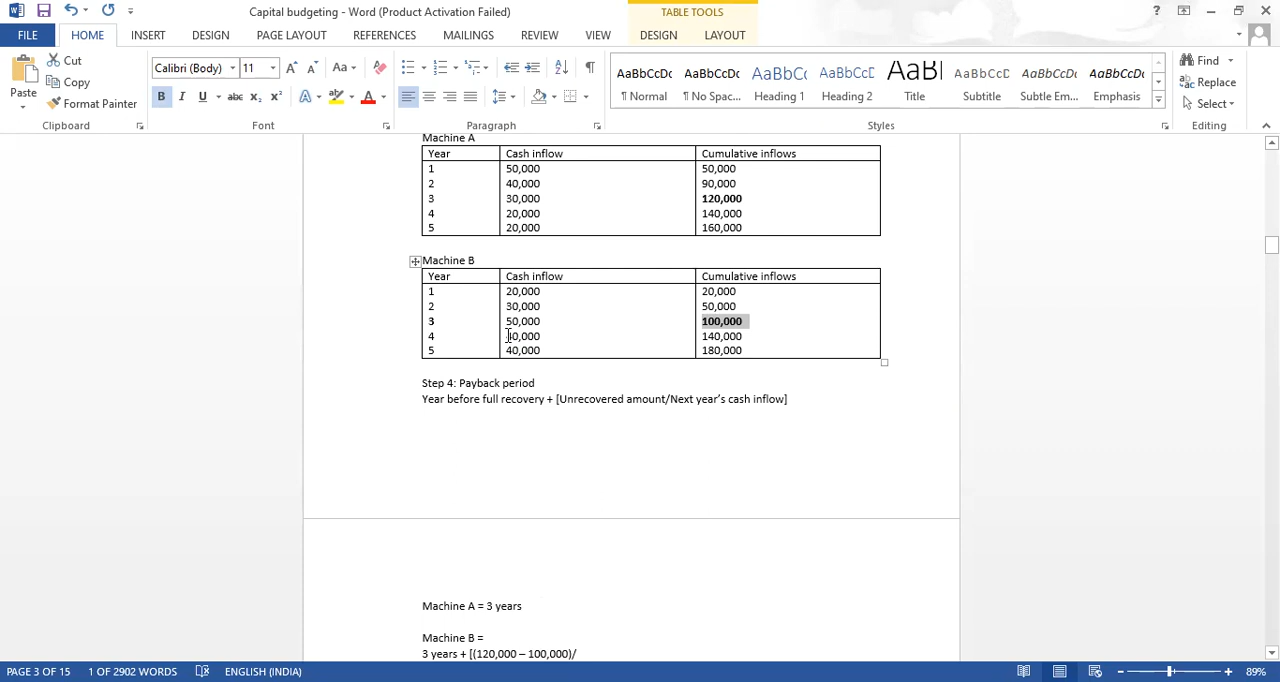 Capital budgeting - Word (Product Activation Failed)
TABLE TOOLS
?
FILE HOME INSERT DESIGN PAGE LAYOUT REFERENCES MAILINGS REVIEW VIEW DESIGN LAYOUT
Paste
Cut
Copy
Format Painter
Calibri (Body) 11
Aa
B I U abc x₂ x² A A
AaBbCcDc AaBbCcDc AaBbCc AaBbCcD AaBl AaBbCcD AaBbCcDc AaBbCcDc
¶ Normal ¶ No Spac... Heading 1 Heading 2 Title Subtitle Subtle Em... Emphasis
Find
Replace
Select
Clipboard Font Paragraph Styles Editing
Machine A
Year Cash inflow Cumulative inflows
1 50,000 50,000
2 40,000 90,000
3 30,000 120,000
4 20,000 140,000
5 20,000 160,000
Machine B
Year Cash inflow Cumulative inflows
1 20,000 20,000
2 30,000 50,000
3 50,000 100,000
4 40,000 140,000
5 40,000 180,000
Step 4: Payback period
Year before full recovery + [Unrecovered amount/Next year's cash inflow]
Machine A = 3 years
Machine B =
3 years + [(120,000 – 100,000)/
PAGE 3 OF 15 1 OF 2902 WORDS ENGLISH (INDIA) 89%